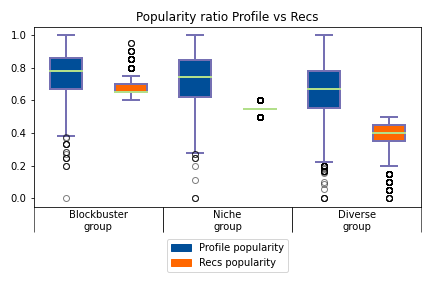 Popularity ratio Profile vs Recs
1.0
0.8
0.6
0.4
0.2
0.0
Blockbuster
group
Niche
group
Diverse
group
Profile popularity
Recs popularity